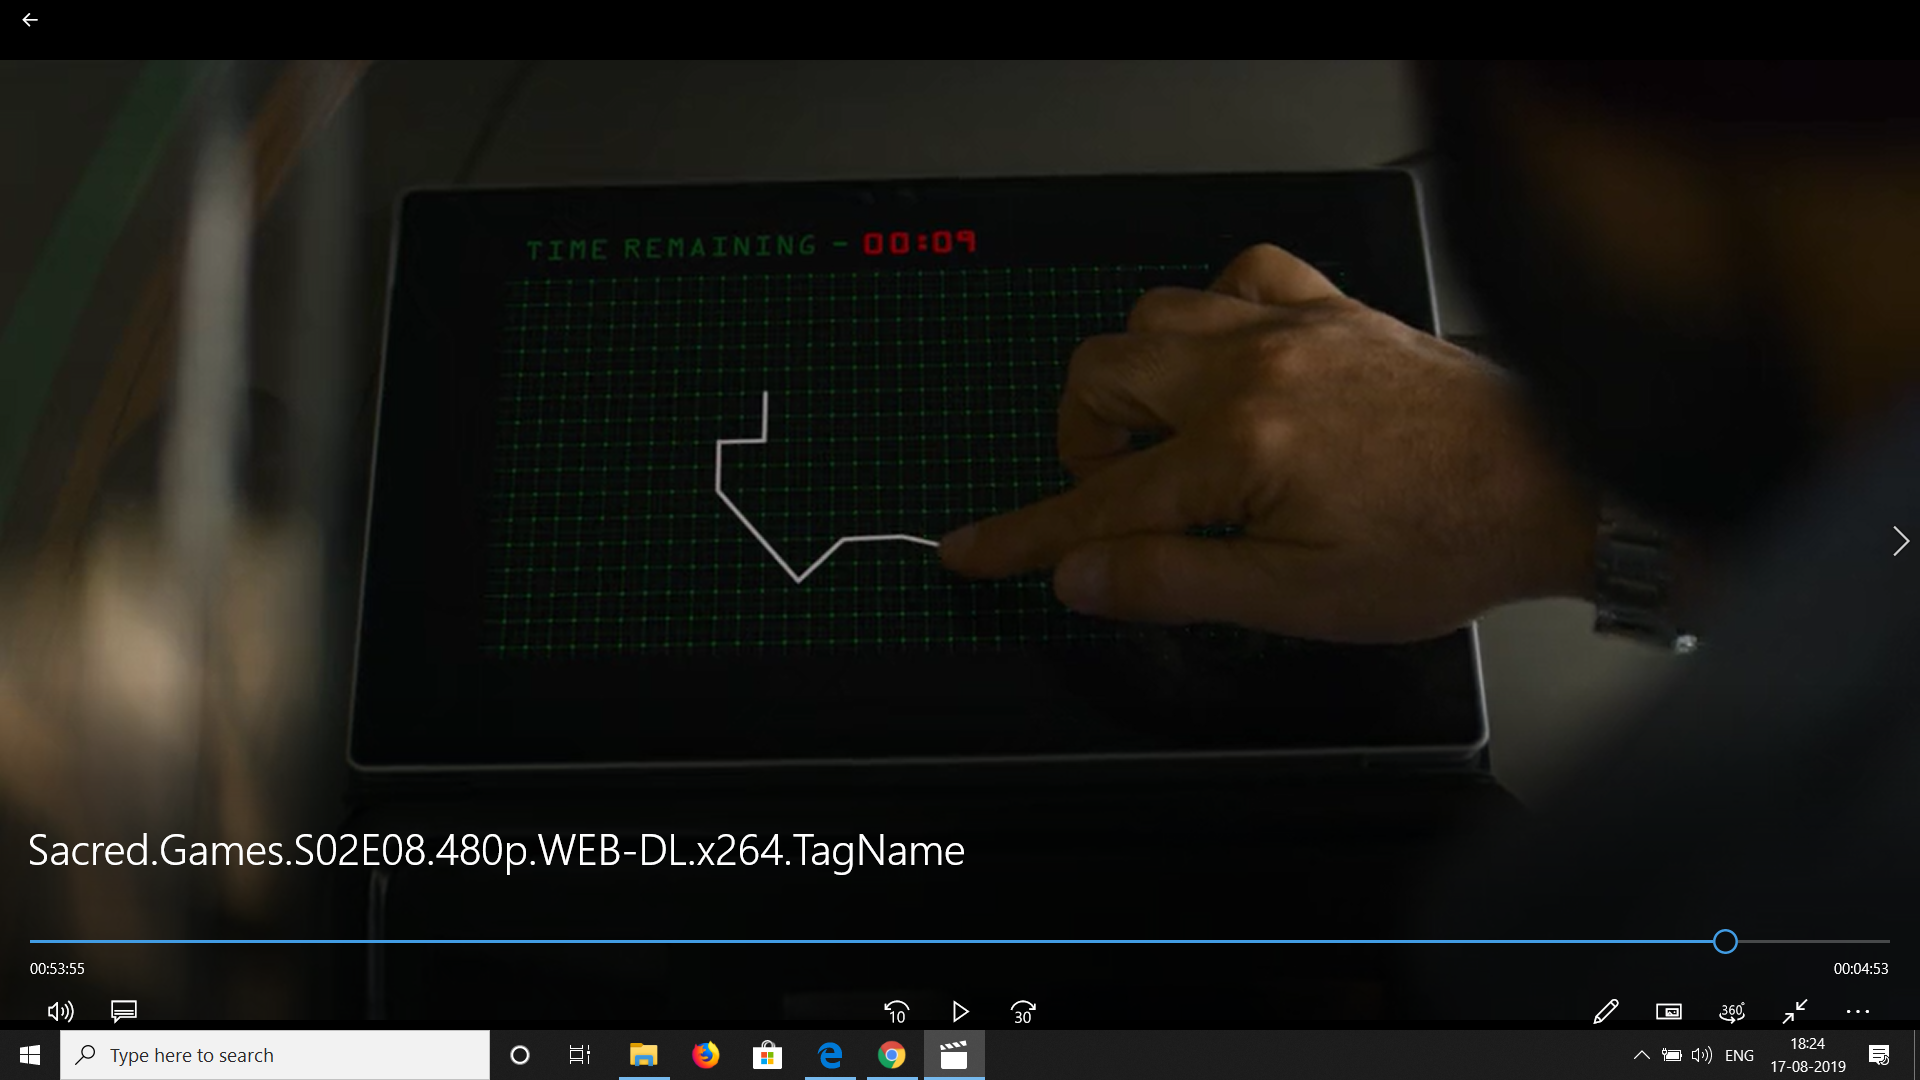 TIME REMAINING - 00:09
Sacred.Games.S02E08.480p.WEB-DL.x264.TagName
00:53:55
00:04:53
10
30
360°
Type here to search
ENG
18:24
17-08-2019